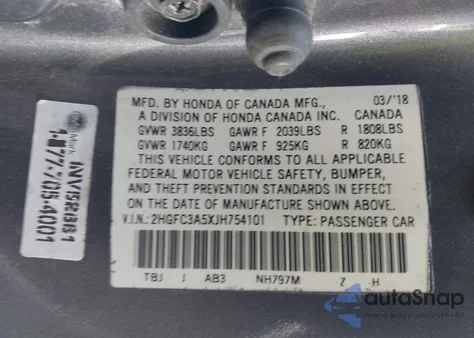 MFD. BY HONDA OF CANADA MFG., 03/'18
A DIVISION OF HONDA CANADA INC. CANADA
GVWR 3836LBS GAWR F 2039LBS R 1808LBS
GVWR 1740KG GAWR F 925KG R 820KG
THIS VEHICLE CONFORMS TO ALL APPLICABLE
FEDERAL MOTOR VEHICLE SAFETY, BUMPER,
AND THEFT PREVENTION STANDARDS IN EFFECT
ON THE DATE OF MANUFACTURE SHOWN ABOVE.
V.I.N.: 2HGFC3A5XJH754101 TYPE: PASSENGER CAR
TBJ J AB3 NH797M Z H
Mark
autoSnap